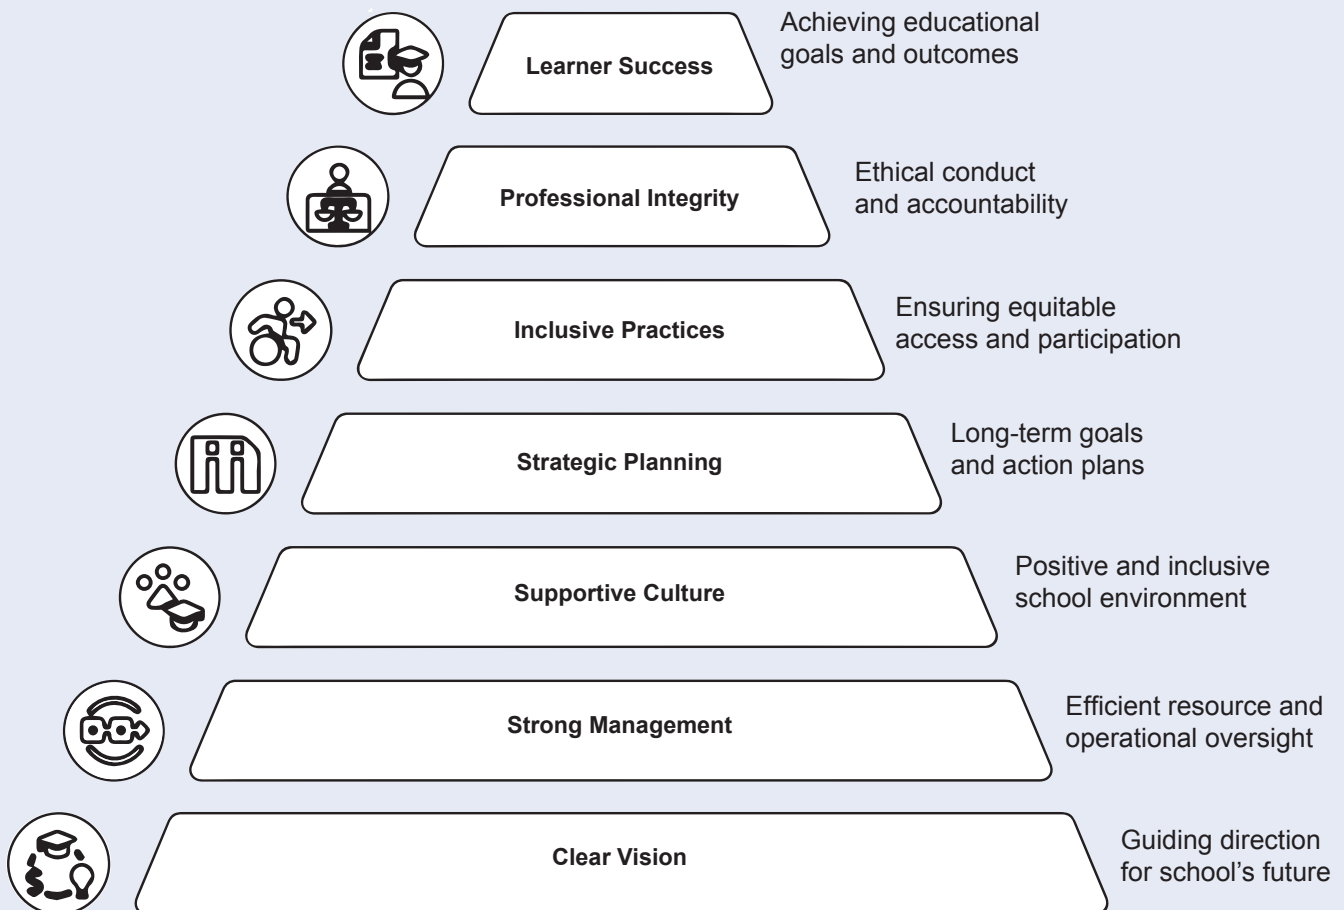 Learner Success
Achieving educational
goals and outcomes
Professional Integrity
Ethical conduct
and accountability
Inclusive Practices
Ensuring equitable
access and participation
Strategic Planning
Long-term goals
and action plans
Supportive Culture
Positive and inclusive
school environment
Strong Management
Efficient resource and
operational oversight
Clear Vision
Guiding direction
for school’s future